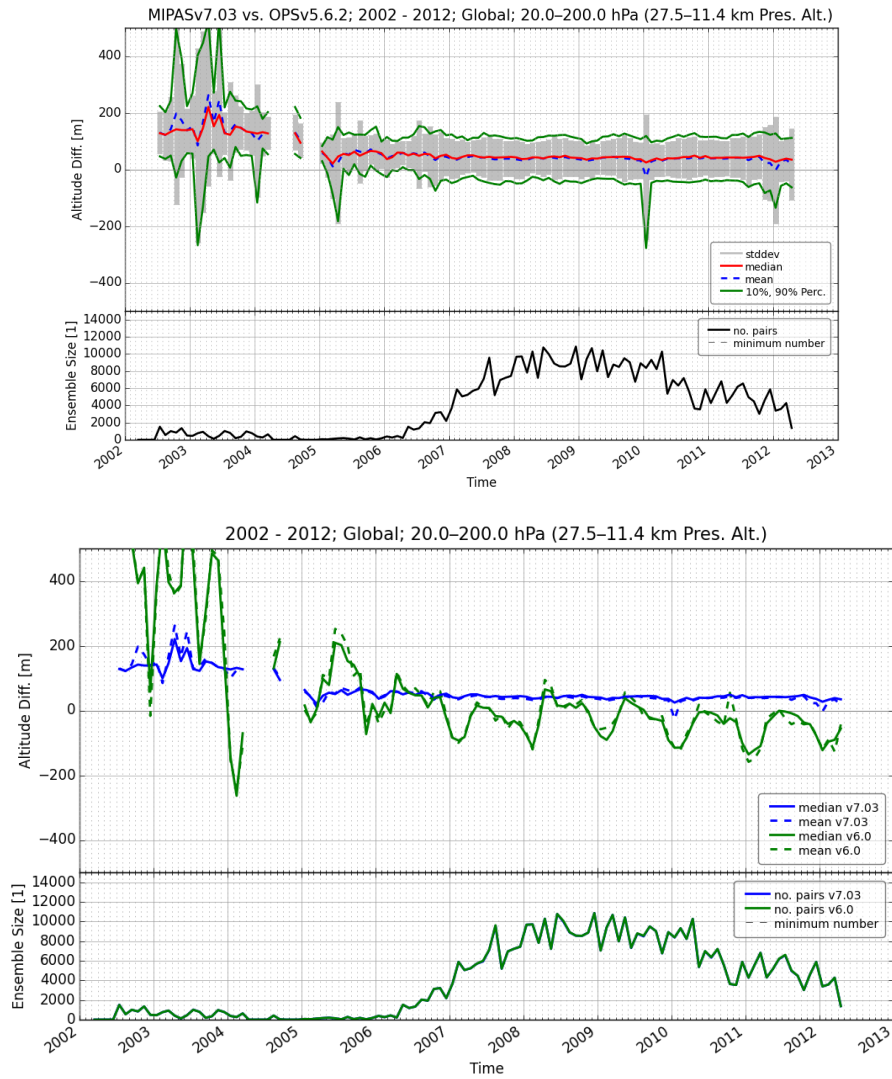 MIPASv7.03 vs. OPSv5.6.2; 2002 - 2012; Global; 20.0–200.0 hPa (27.5–11.4 km Pres. Alt.)
Altitude Diff. [m]
400
200
0
−200
−400
stddev
median
mean
10%, 90% Perc.
Ensemble Size [1]
14000
12000
10000
8000
6000
4000
2000
0
no. pairs
minimum number
2002
2003
2004
2005
2006
2007
2008
2009
2010
2011
2012
2013
Time
2002 - 2012; Global; 20.0–200.0 hPa (27.5–11.4 km Pres. Alt.)
Altitude Diff. [m]
400
200
0
−200
−400
median v7.03
mean v7.03
median v6.0
mean v6.0
Ensemble Size [1]
14000
12000
10000
8000
6000
4000
2000
0
no. pairs v7.03
no. pairs v6.0
minimum number
2002
2003
2004
2005
2006
2007
2008
2009
2010
2011
2012
2013
Time